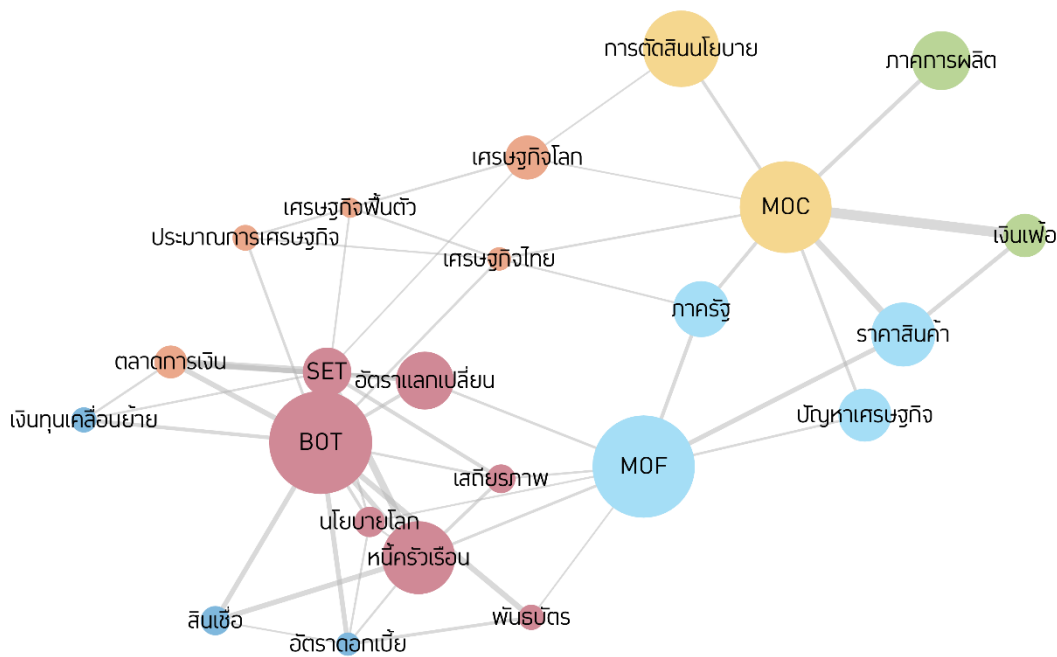 การตัดสินนโยบาย
ภาคการผลิต
เศรษฐกิจโลก
เศรษฐกิจฟื้นตัว
MOC
ประมาณการเศรษฐกิจ
เงินเฟ้อ
เศรษฐกิจไทย
ภาครัฐ
ราคาสินค้า
ตลาดการเงิน
SET
อัตราแลกเปลี่ยน
เงินทุนเคลื่อนย้าย
ปัญหาเศรษฐกิจ
BOT
MOF
เสถียรภาพ
นโยบายโลก
หนี้ครัวเรือน
สินเชื่อ
พันธบัตร
อัตราดอกเบี้ย